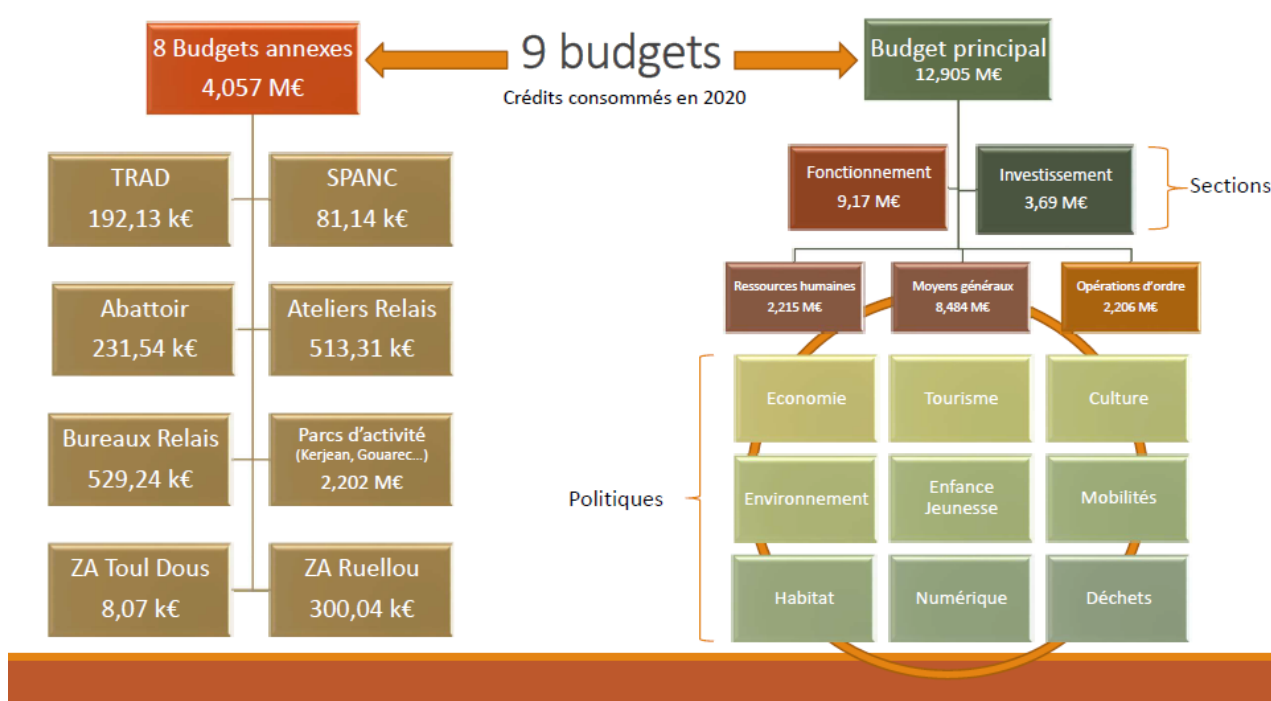 9 budgets
Crédits consommés en 2020
8 Budgets annexes
4,057 M€
TRAD
192,13 k€
SPANC
81,14 k€
Abattoir
231,54 k€
Ateliers Relais
513,31 k€
Bureaux Relais
529,24 k€
Parcs d’activité
(Kerjean, Gouarec...)
2,202 M€
ZA Toul Dous
8,07 k€
ZA Ruellou
300,04 k€
Budget principal
12,905 M€
Fonctionnement
9,17 M€
Investissement
3,69 M€
Sections
Ressources humaines
2,215 M€
Moyens généraux
8,484 M€
Opérations d’ordre
2,206 M€
Politiques
Economie
Tourisme
Culture
Environnement
Enfance
Jeunesse
Mobilités
Habitat
Numérique
Déchets